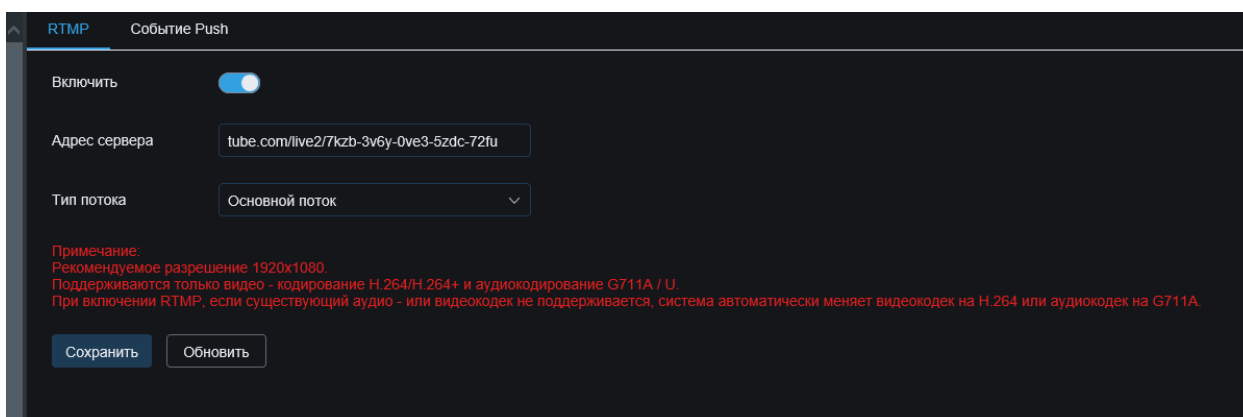 RTMP Событие Push
Включить
Адрес сервера tube.com/live2/7kzb-3v6y-0ve3-5zdc-72fu
Тип потока Основной поток
Примечание:
Рекомендуемое разрешение 1920x1080.
Поддерживаются только видео - кодирование H.264/H.264+ и аудиокодирование G711A / U.
При включении RTMP, если существующий аудио - или видеокодек не поддерживается, система автоматически меняет видеокодек на H.264 или аудиокодек на G711A.
Сохранить Обновить